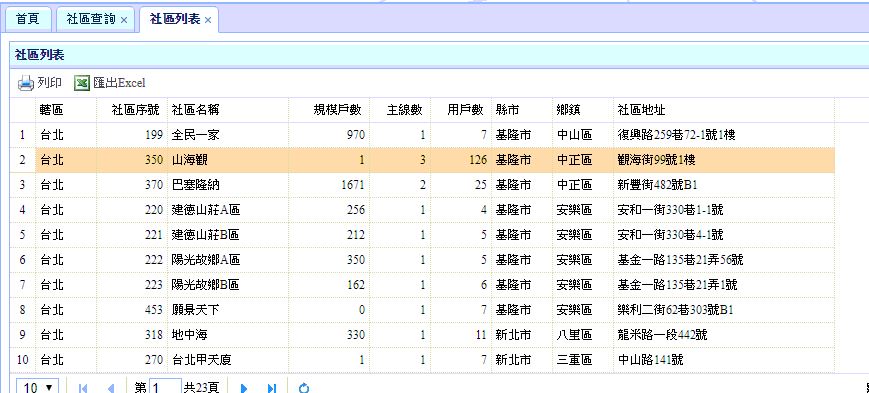 首頁 社區查詢 × 社區列表 ×
社區列表
列印 匯出Excel
轄區 社區序號 社區名稱 規模戶數 主線數 用戶數 縣市 鄉鎮 社區地址
1 台北 199 全民一家 970 1 7 基隆市 中山區 復興路259巷72-1號1樓
2 台北 350 山海觀 1 3 126 基隆市 中正區 觀海街99號1樓
3 台北 370 巴塞隆納 1671 2 25 基隆市 中正區 新豐街482號B1
4 台北 220 建德山莊A區 256 1 4 基隆市 安樂區 安和一街330巷1-1號
5 台北 221 建德山莊B區 212 1 5 基隆市 安樂區 安和一街330巷4-1號
6 台北 222 陽光故鄉A區 350 1 5 基隆市 安樂區 基金一路135巷21弄56號
7 台北 223 陽光故鄉B區 162 1 6 基隆市 安樂區 基金一路135巷21弄1號
8 台北 453 願景天下 0 1 7 基隆市 安樂區 樂利二街62巷303號B1
9 台北 318 地中海 330 1 11 新北市 八里區 龍米路一段442號
10 台北 270 台北甲天廈 1 1 7 新北市 三重區 中山路141號
10 第 1 共23頁